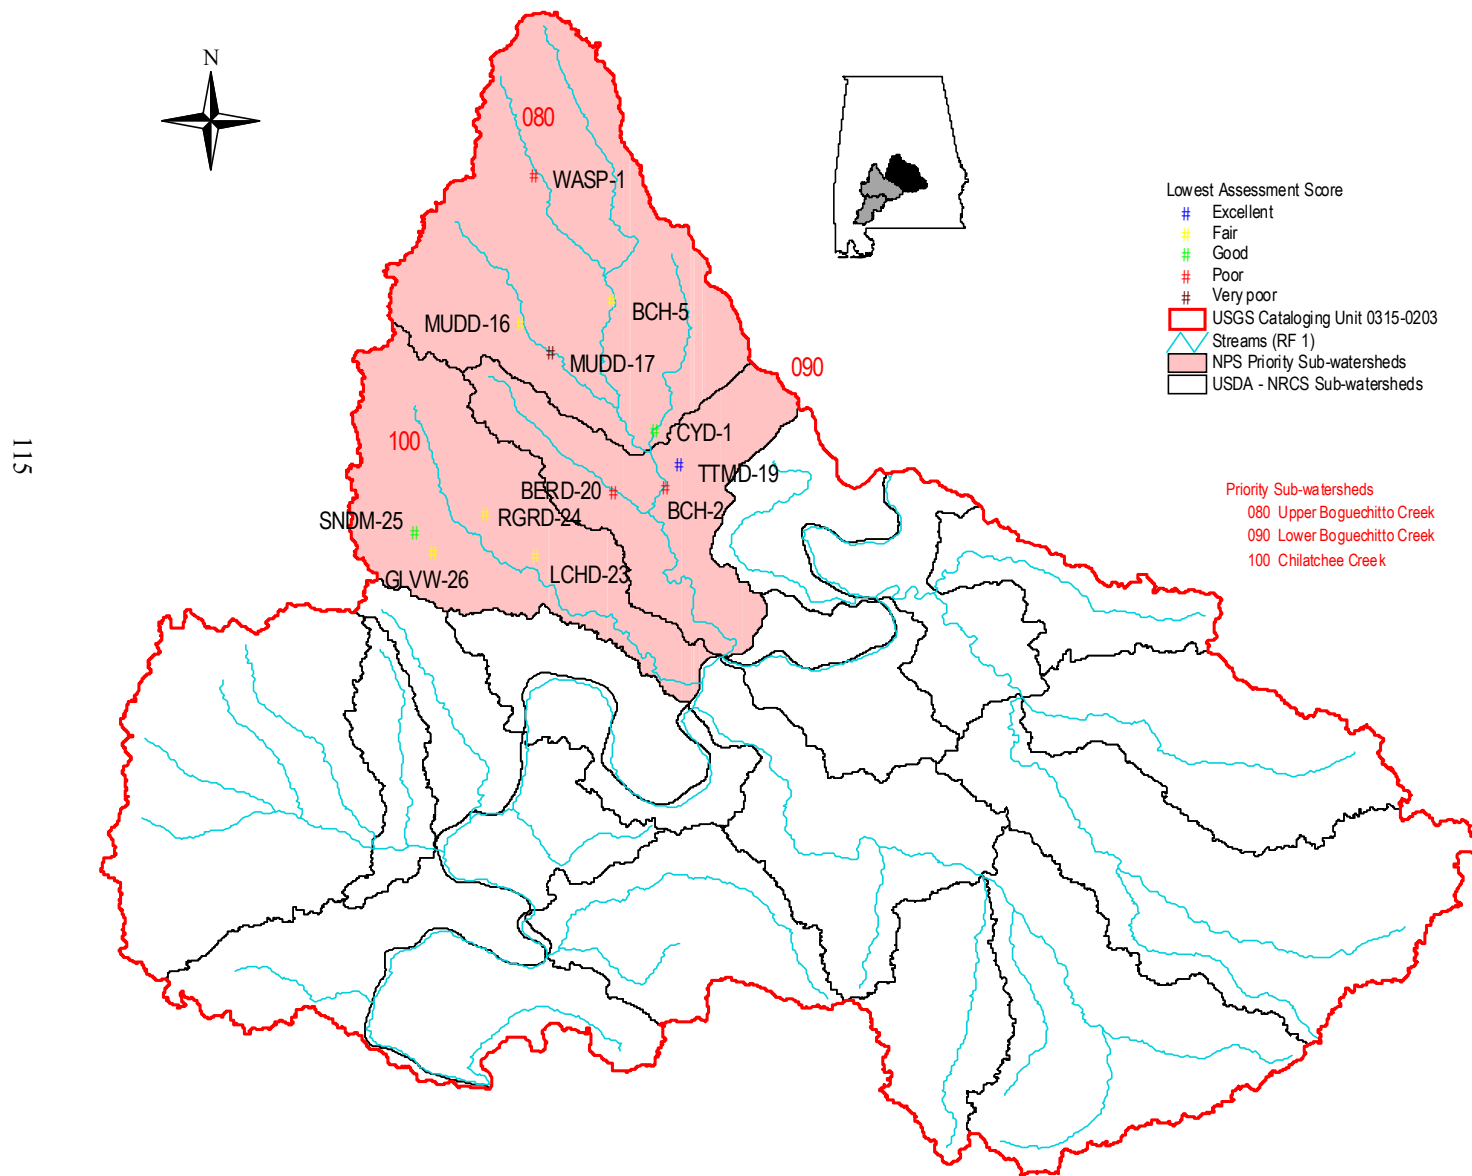 N
080
WASP-1
BCH-5
MUDD-16
MUDD-17
090
CYD-1
100
TTMD-19
BERD-20
BCH-2
SNDM-25
RGRD-24
GLVW-26
LCHD-23
115
Lowest Assessment Score
# Excellent
# Fair
# Good
# Poor
# Very poor
USGS Cataloging Unit 0315-0203
Streams (RF 1)
NPS Priority Sub-watersheds
USDA - NRCS Sub-watersheds
Priority Sub-watersheds
080 Upper Boguechitto Creek
090 Lower Boguechitto Creek
100 Chilatchee Creek